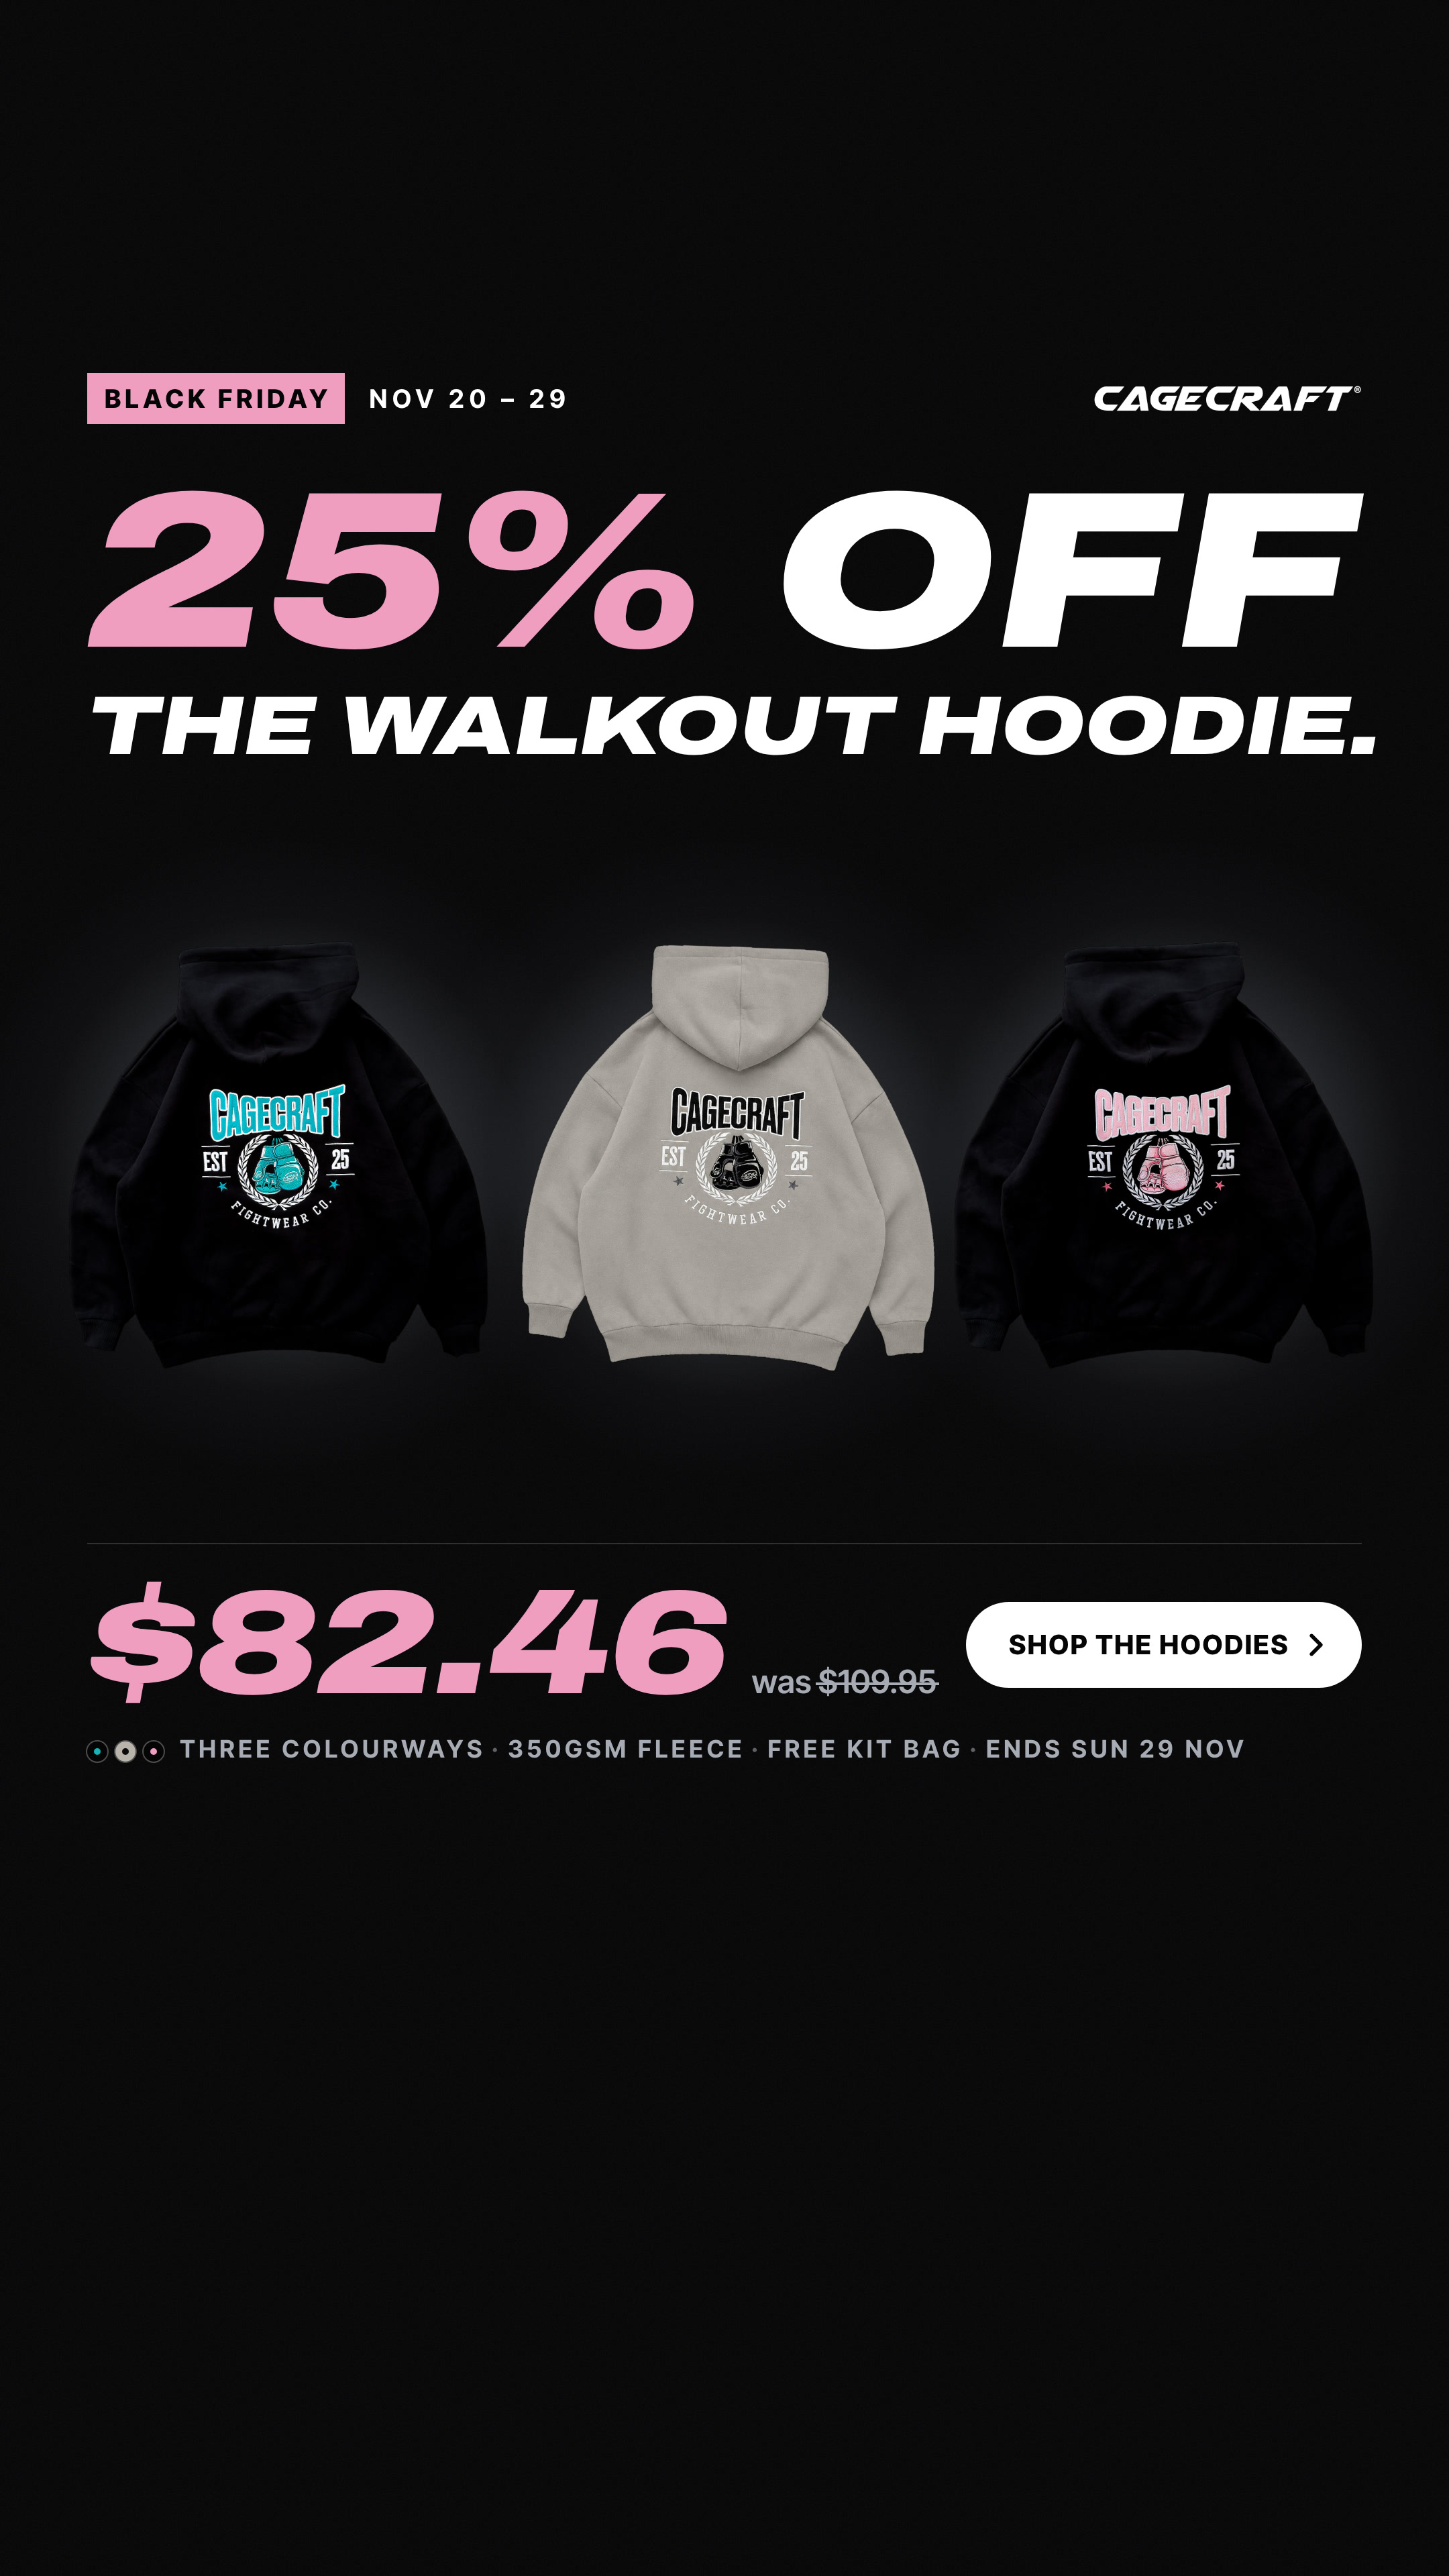 BLACK FRIDAY NOV 20 – 29 CAGECRAFT®
25% OFF
THE WALKOUT HOODIE.
CAGECRAFT
EST 25
FIGHTWEAR CO.
CAGECRAFT
EST 25
FIGHTWEAR CO.
CAGECRAFT
EST 25
FIGHTWEAR CO.
$82.46 was $109.95 SHOP THE HOODIES
THREE COLOURWAYS · 350GSM FLEECE · FREE KIT BAG · ENDS SUN 29 NOV